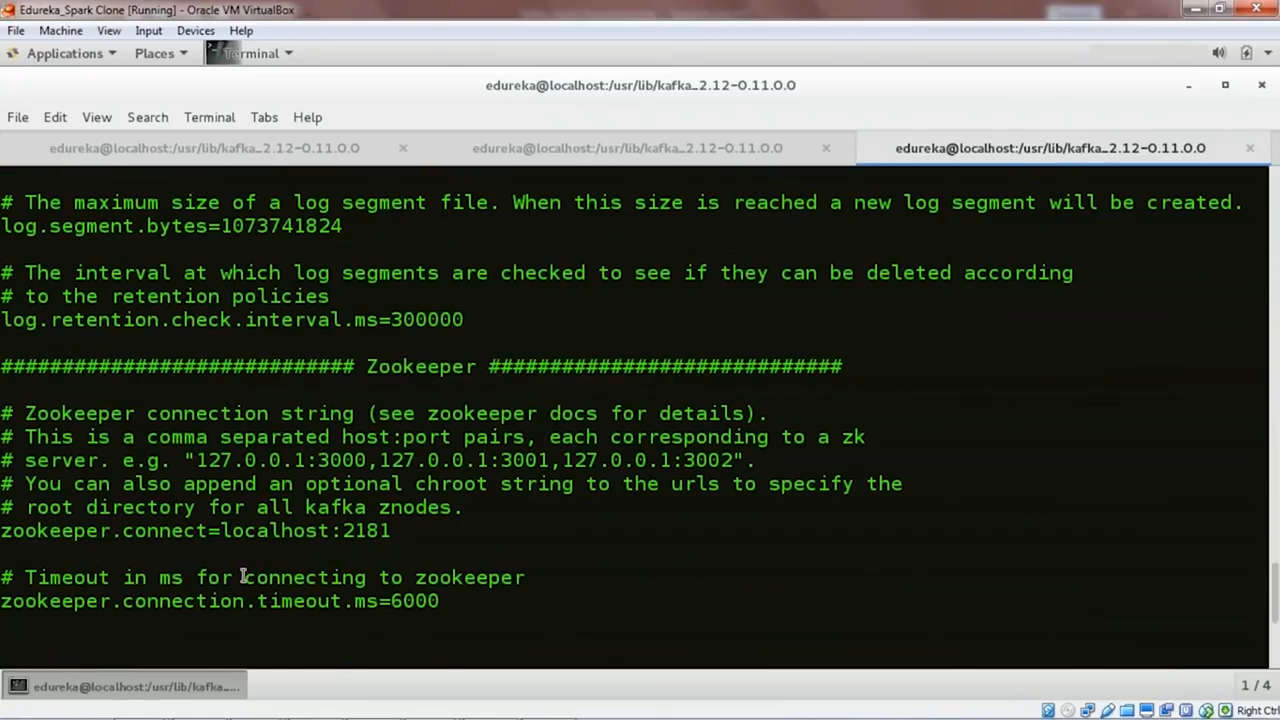 Edureka_Spark Clone [Running] - Oracle VM VirtualBox
File Machine View Input Devices Help
Applications Places Terminal
edureka@localhost:/usr/lib/kafka_2.12-0.11.0.0
File Edit View Search Terminal Tabs Help
edureka@localhost:/usr/lib/kafka_2.12-0.11.0.0 edureka@localhost:/usr/lib/kafka_2.12-0.11.0.0 edureka@localhost:/usr/lib/kafka_2.12-0.11.0.0
# The maximum size of a log segment file. When this size is reached a new log segment will be created.
log.segment.bytes=1073741824
# The interval at which log segments are checked to see if they can be deleted according
# to the retention policies
log.retention.check.interval.ms=300000
############################# Zookeeper #############################
# Zookeeper connection string (see zookeeper docs for details).
# This is a comma separated host:port pairs, each corresponding to a zk
# server. e.g. "127.0.0.1:3000,127.0.0.1:3001,127.0.0.1:3002".
# You can also append an optional chroot string to the urls to specify the
# root directory for all kafka znodes.
zookeeper.connect=localhost:2181
# Timeout in ms for connecting to zookeeper
zookeeper.connection.timeout.ms=6000
edureka@localhost:/usr/lib/kafka_... 1 / 4
Right Ctrl